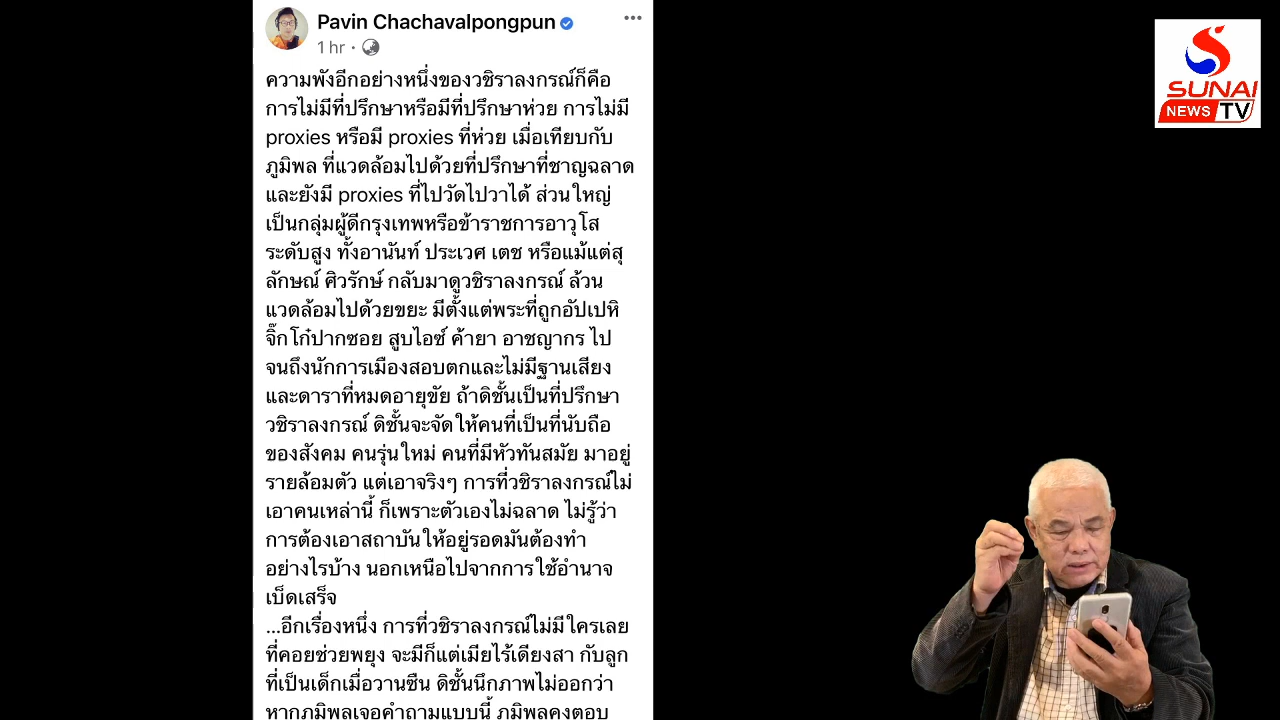 Pavin Chachavalpongpun
1 hr
ความพังอีกอย่างหนึ่งของวชิราลงกรณ์ก็คือ
การไม่มีที่ปรึกษาหรือมีที่ปรึกษาห่วย การไม่มี
proxies หรือมี proxies ที่ห่วย เมื่อเทียบกับ
ภูมิพล ที่แวดล้อมไปด้วยที่ปรึกษาที่ชาญฉลาด
และยังมี proxies ที่ไปวัดไปวาได้ ส่วนใหญ่
เป็นกลุ่มผู้ดีกรุงเทพหรือข้าราชการอาวุโส
ระดับสูง ทั้งอานันท์ ประเวศ เตช หรือแม้แต่สุ
ลักษณ์ ศิวรักษ์ กลับมาดูวชิราลงกรณ์ ล้วน
แวดล้อมไปด้วยขยะ มีตั้งแต่พระที่ถูกอัปเปหิ
จิ๊กโก๋ปากซอย สูบไอซ์ ค้ายา อาชญากร ไป
จนถึงนักการเมืองสอบตกและไม่มีฐานเสียง
และดาราที่หมดอายุขัย ถ้าดิชั้นเป็นที่ปรึกษา
วชิราลงกรณ์ ดิชั้นจะจัดให้คนที่เป็นที่นับถือ
ของสังคม คนรุ่นใหม่ คนที่มีหัวทันสมัย มาอยู่
รายล้อมตัว แต่เอาจริงๆ การที่วชิราลงกรณ์ไม่
เอาคนเหล่านี้ ก็เพราะตัวเองไม่ฉลาด ไม่รู้ว่า
การต้องเอาสถาบันให้อยู่รอดมันต้องทำ
อย่างไรบ้าง นอกเหนือไปจากการใช้อำนาจ
เบ็ดเสร็จ
...อีกเรื่องหนึ่ง การที่วชิราลงกรณ์ไม่มีใครเลย
ที่คอยช่วยพยุง จะมีก็แต่เมียไร้เดียงสา กับลูก
ที่เป็นเด็กเมื่อวานซืน ดิชั้นนึกภาพไม่ออกว่า
หากภูมิพลเจอคำถามแบบนี้ ภูมิพลคงตอบ
SUNAI
NEWS TV